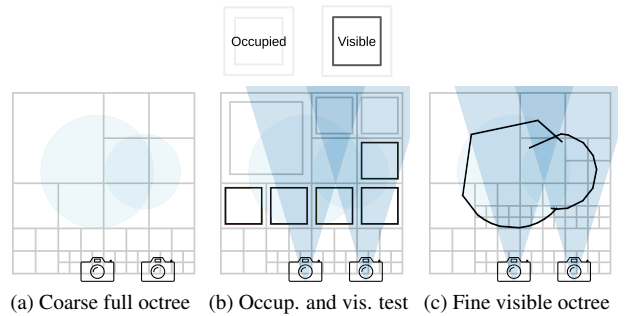 Occupied
Visible
(a) Coarse full octree
(b) Occup. and vis. test
(c) Fine visible octree